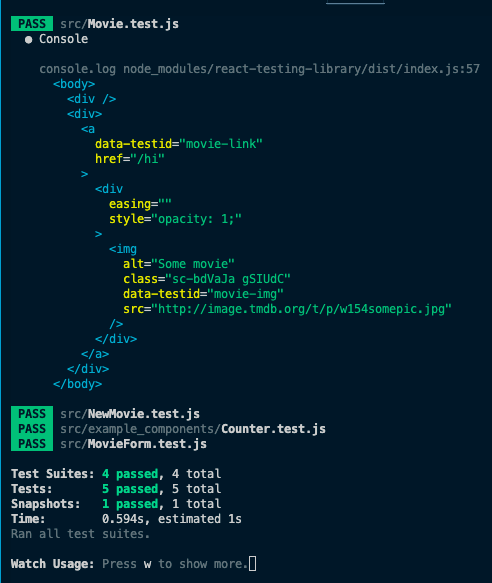 PASS src/Movie.test.js
● Console
console.log node_modules/react-testing-library/dist/index.js:57
<body>
<div />
<div>
<a
data-testid="movie-link"
href="/hi"
>
<div
easing=""
style="opacity: 1;"
>
<img
alt="Some movie"
class="sc-bdVaJa gSIUdC"
data-testid="movie-img"
src="http://image.tmdb.org/t/p/w154somepic.jpg"
/>
</div>
</a>
</div>
</body>
PASS src/NewMovie.test.js
PASS src/example_components/Counter.test.js
PASS src/MovieForm.test.js
Test Suites: 4 passed, 4 total
Tests: 5 passed, 5 total
Snapshots: 1 passed, 1 total
Time: 0.594s, estimated 1s
Ran all test suites.
Watch Usage: Press w to show more.